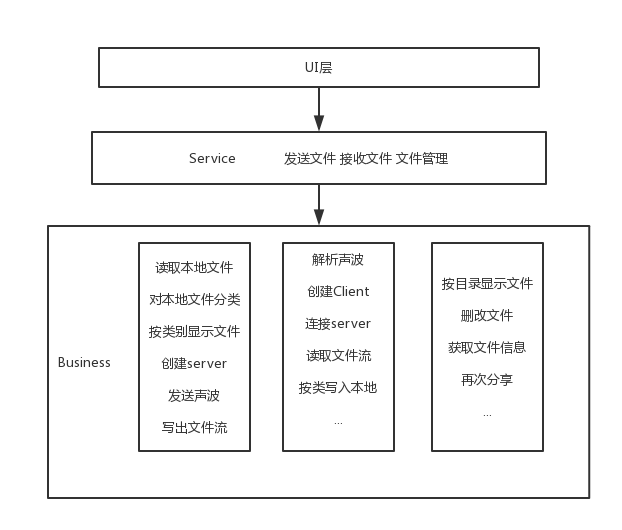 UI层
Service 发送文件 接收文件 文件管理
Business
读取本地文件
对本地文件分类
按类别显示文件
创建server
发送声波
写出文件流
解析声波
创建Client
连接server
读取文件流
按类写入本地
...
按目录显示文件
删改文件
获取文件信息
再次分享
...